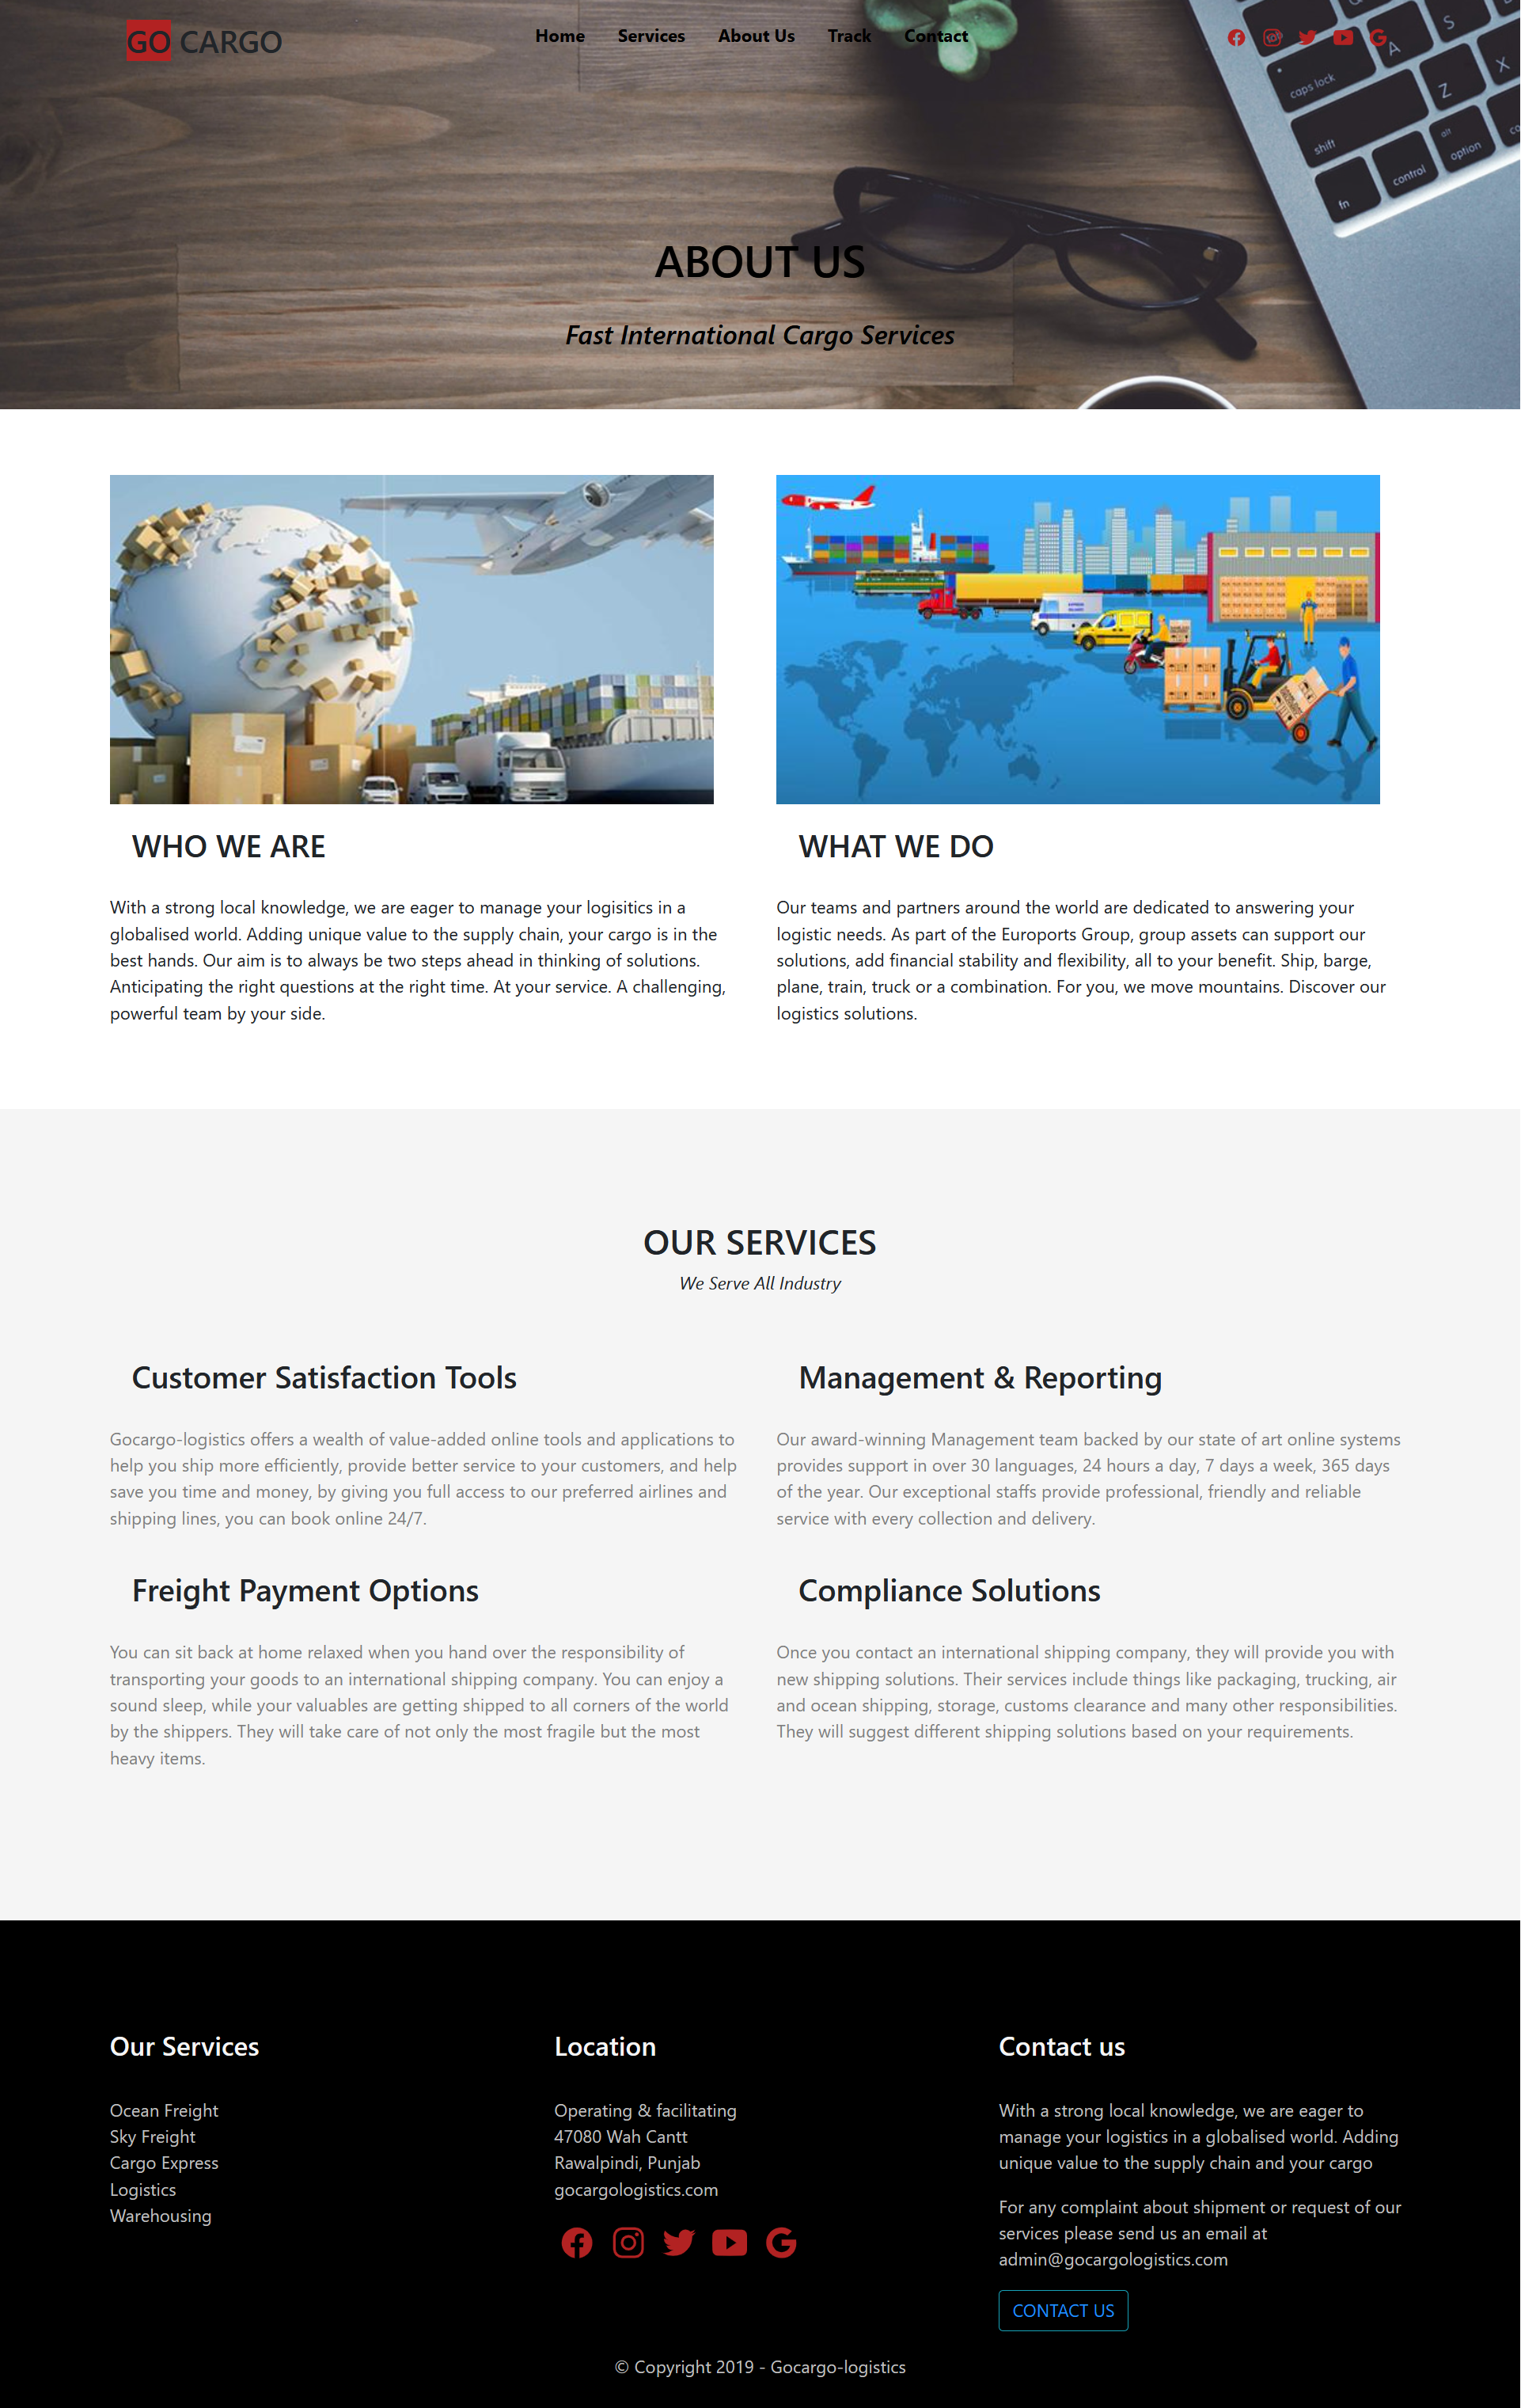 GO CARGO
Home Services About Us Track Contact
ABOUT US
Fast International Cargo Services
caps lock
A
S
Z
X
shift
fn
control
alt
option
WHO WE ARE
With a strong local knowledge, we are eager to manage your logisitics in a
globalised world. Adding unique value to the supply chain, your cargo is in the
best hands. Our aim is to always be two steps ahead in thinking of solutions.
Anticipating the right questions at the right time. At your service. A challenging,
powerful team by your side.
WHAT WE DO
Our teams and partners around the world are dedicated to answering your
logistic needs. As part of the Euroports Group, group assets can support our
solutions, add financial stability and flexibility, all to your benefit. Ship, barge,
plane, train, truck or a combination. For you, we move mountains. Discover our
logistics solutions.
OUR SERVICES
We Serve All Industry
Customer Satisfaction Tools
Gocargo-logistics offers a wealth of value-added online tools and applications to
help you ship more efficiently, provide better service to your customers, and help
save you time and money, by giving you full access to our preferred airlines and
shipping lines, you can book online 24/7.
Management & Reporting
Our award-winning Management team backed by our state of art online systems
provides support in over 30 languages, 24 hours a day, 7 days a week, 365 days
of the year. Our exceptional staffs provide professional, friendly and reliable
service with every collection and delivery.
Freight Payment Options
You can sit back at home relaxed when you hand over the responsibility of
transporting your goods to an international shipping company. You can enjoy a
sound sleep, while your valuables are getting shipped to all corners of the world
by the shippers. They will take care of not only the most fragile but the most
heavy items.
Compliance Solutions
Once you contact an international shipping company, they will provide you with
new shipping solutions. Their services include things like packaging, trucking, air
and ocean shipping, storage, customs clearance and many other responsibilities.
They will suggest different shipping solutions based on your requirements.
Our Services
Ocean Freight
Sky Freight
Cargo Express
Logistics
Warehousing
Location
Operating & facilitating
47080 Wah Cantt
Rawalpindi, Punjab
gocargologistics.com
Contact us
With a strong local knowledge, we are eager to
manage your logistics in a globalised world. Adding
unique value to the supply chain and your cargo
For any complaint about shipment or request of our
services please send us an email at
admin@gocargologistics.com
CONTACT US
© Copyright 2019 - Gocargo-logistics